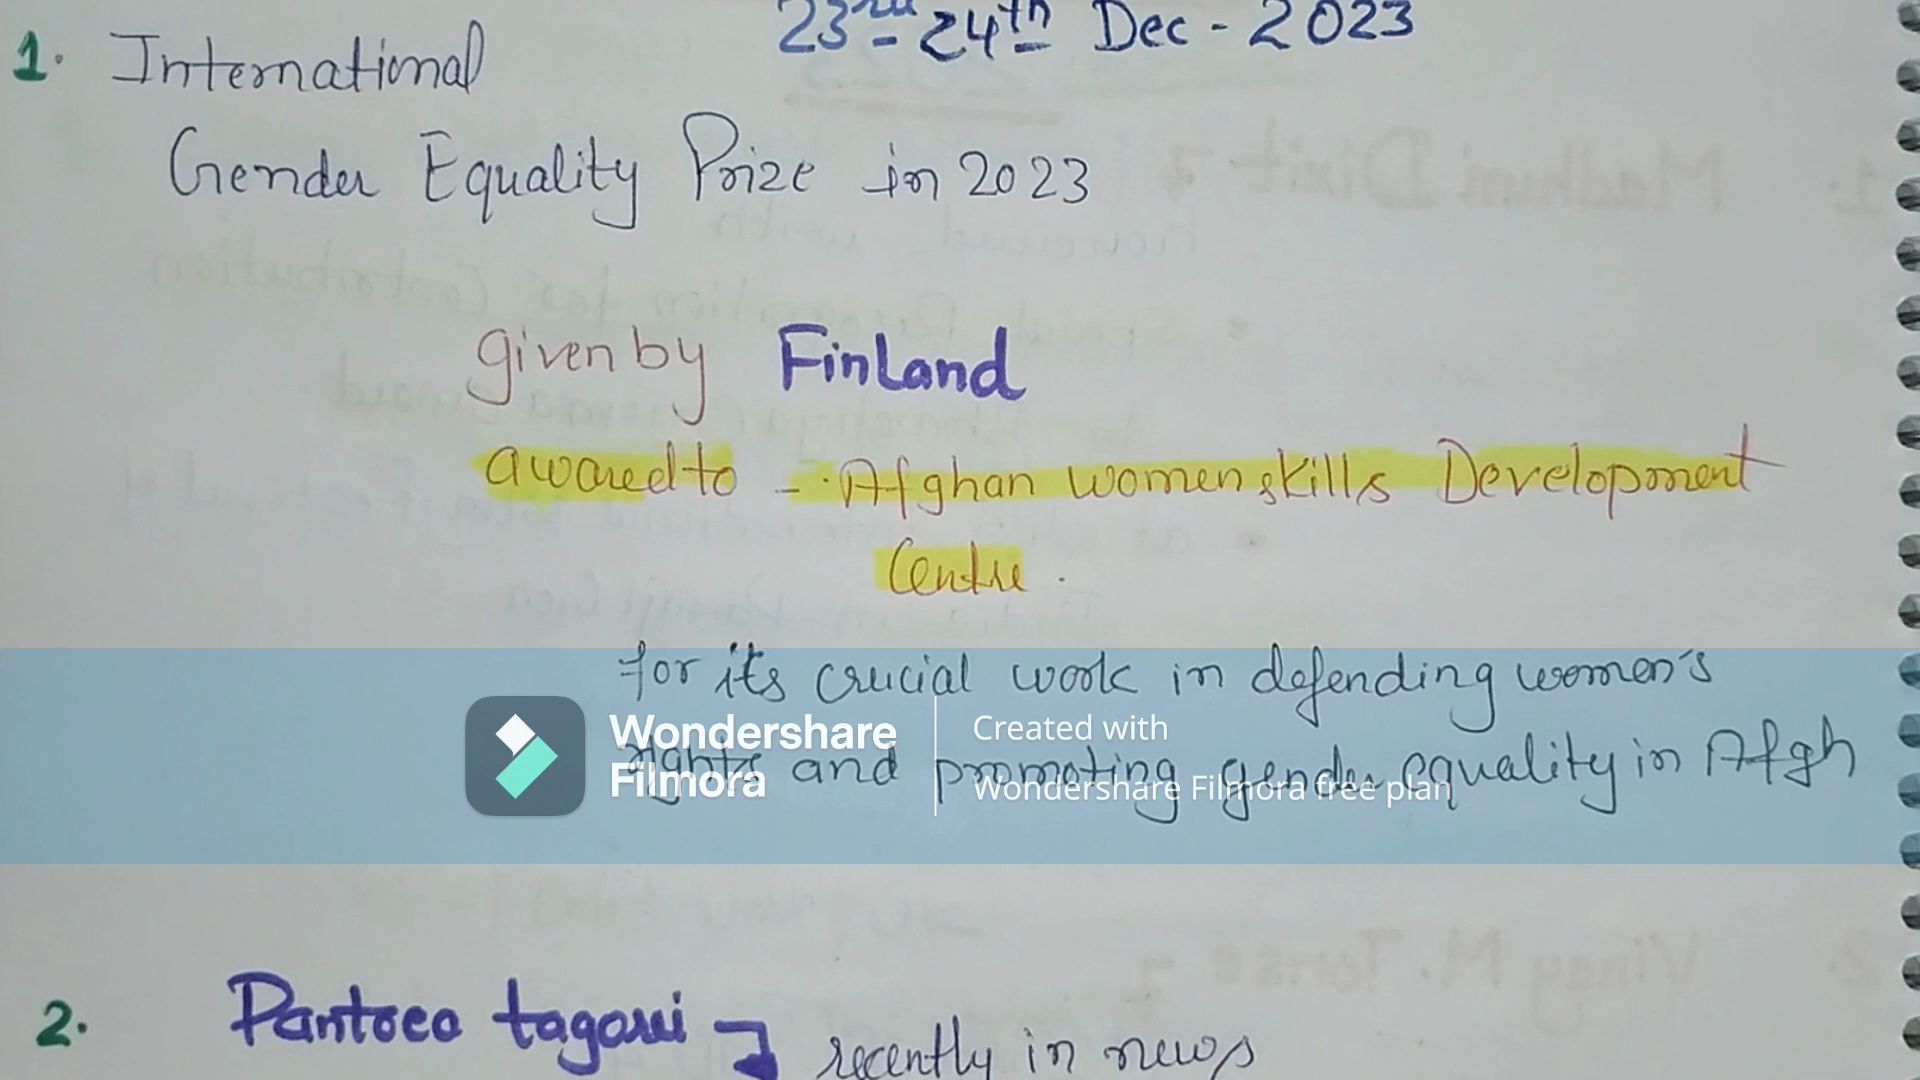 23rd - 24th Dec - 2023
1. International
Gender Equality Prize in 2023
given by Finland
awared to - Afghan women skills Development
Centre.
for its crucial work in defending women's
rights and promoting gender equality in Afgh
Wondershare
Filmora
Created with
Wondershare Filmora free plan
2. Pantoea tagorei
recently in news